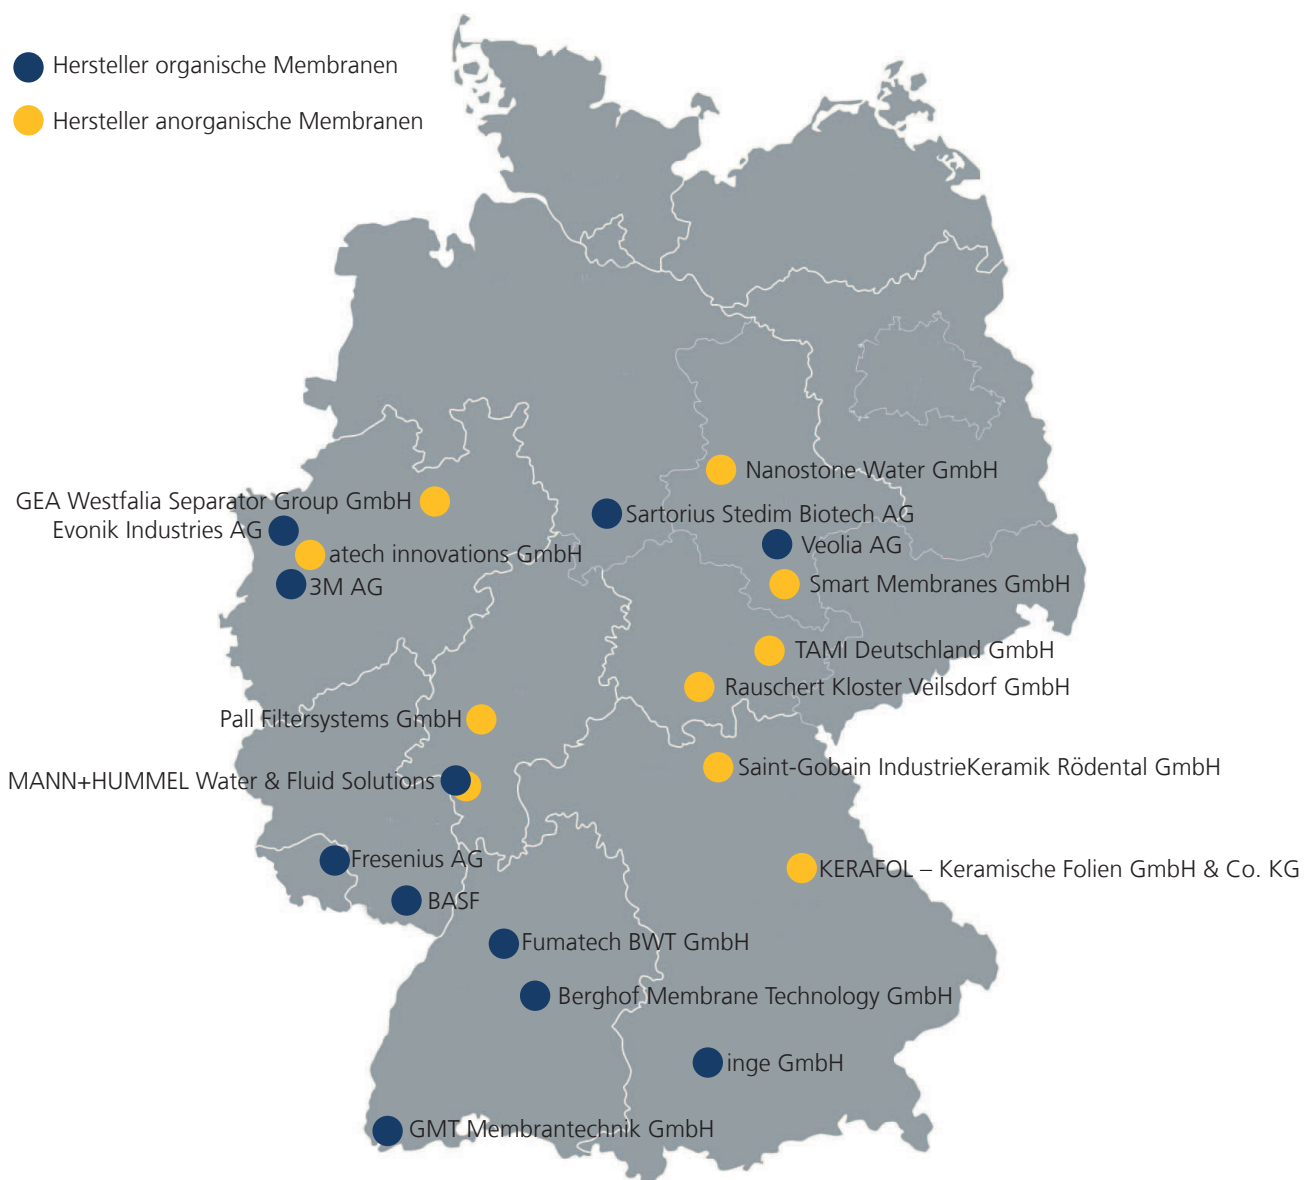 Hersteller organische Membranen
Hersteller anorganische Membranen
Nanostone Water GmbH
GEA Westfalia Separator Group GmbH
Sartorius Stedim Biotech AG
Evonik Industries AG
Veolia AG
atech innovations GmbH
Smart Membranes GmbH
3M AG
TAMI Deutschland GmbH
Rauschert Kloster Veilsdorf GmbH
Pall Filtersystems GmbH
Saint-Gobain IndustrieKeramik Rödental GmbH
MANN+HUMMEL Water & Fluid Solutions
Fresenius AG
KERAFOL – Keramische Folien GmbH & Co. KG
BASF
Fumatech BWT GmbH
Berghof Membrane Technology GmbH
inge GmbH
GMT Membrantechnik GmbH